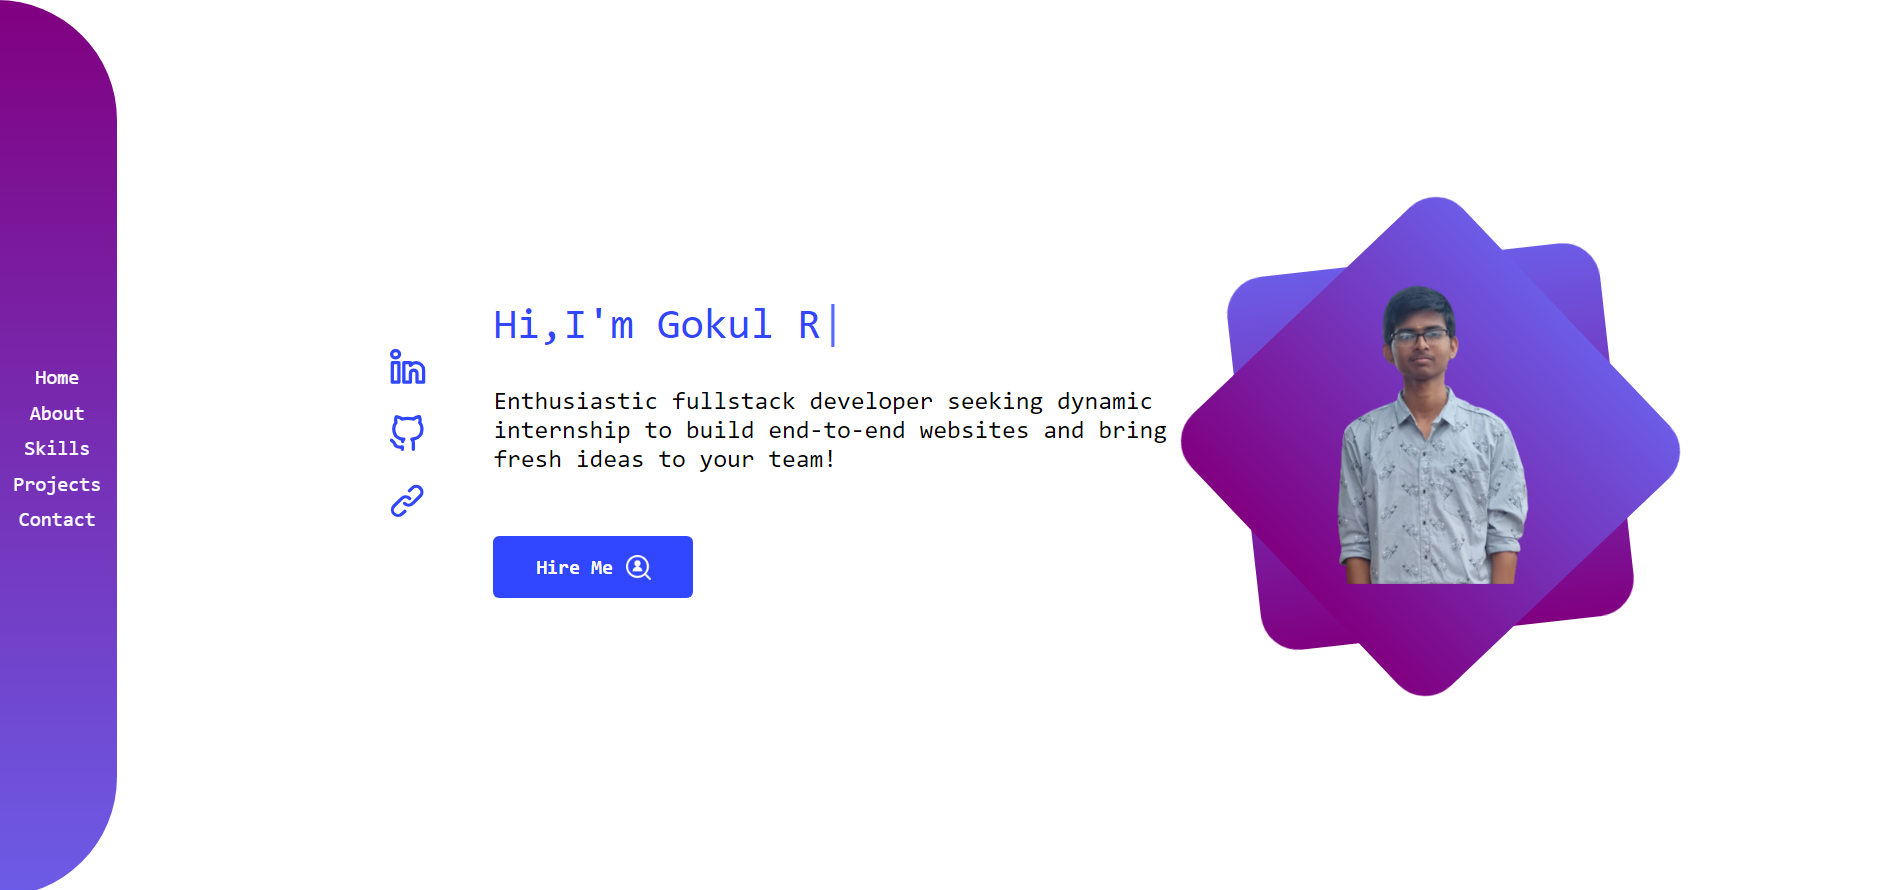 Home
About
Skills
Projects
Contact
Hi,I'm Gokul R
Enthusiastic fullstack developer seeking dynamic
internship to build end-to-end websites and bring
fresh ideas to your team!
Hire Me